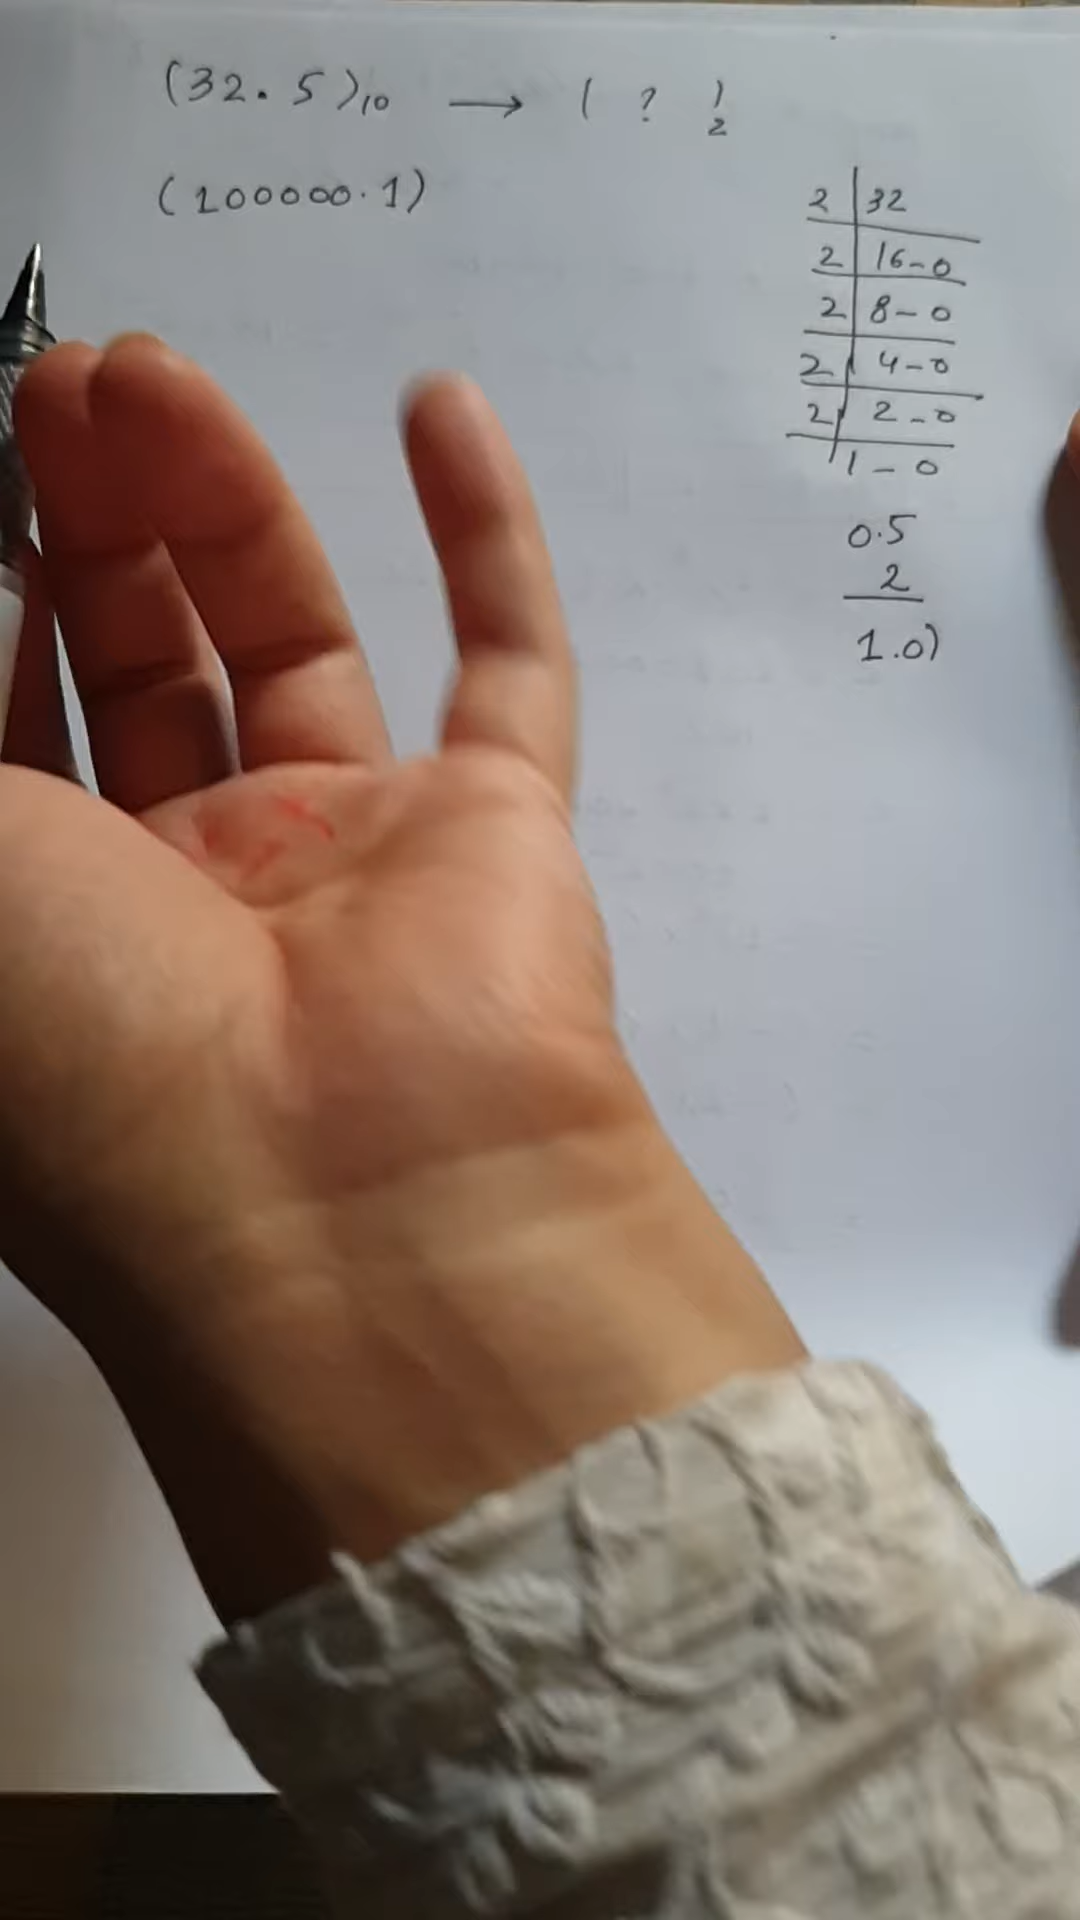 (32.5)10 → ( ? )2
(100000.1)
2 | 32
2 | 16-0
2 | 8-0
2 | 4-0
2 | 2-0
1-0
0.5
2
1.0)